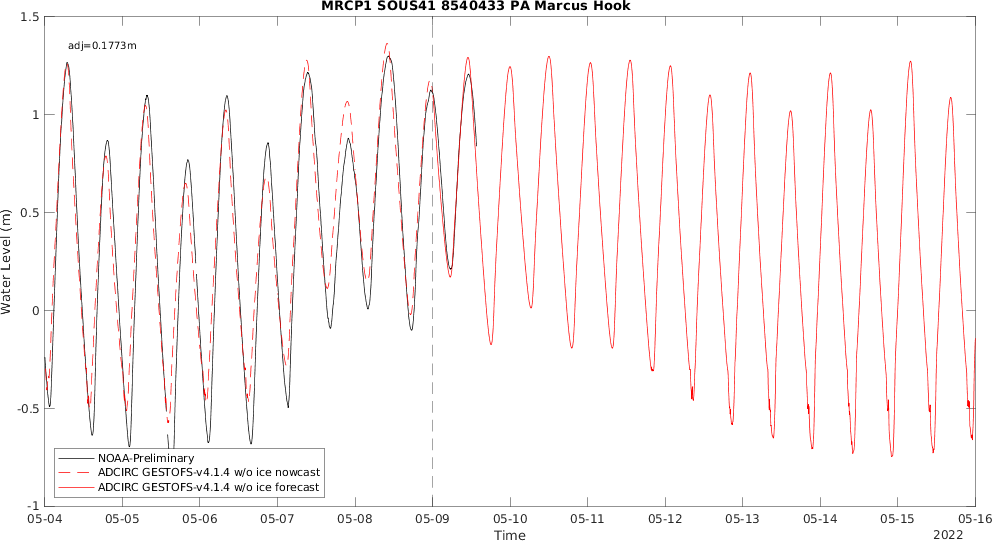 MRCP1 SOUS41 8540433 PA Marcus Hook
1.5
adj=0.1773m
1
0.5
Water Level (m)
0
-0.5
NOAA-Preliminary
ADCIRC GESTOFS-v4.1.4 w/o ice nowcast
ADCIRC GESTOFS-v4.1.4 w/o ice forecast
-1
05-04 05-05 05-06 05-07 05-08 05-09 05-10 05-11 05-12 05-13 05-14 05-15 05-16
Time
2022